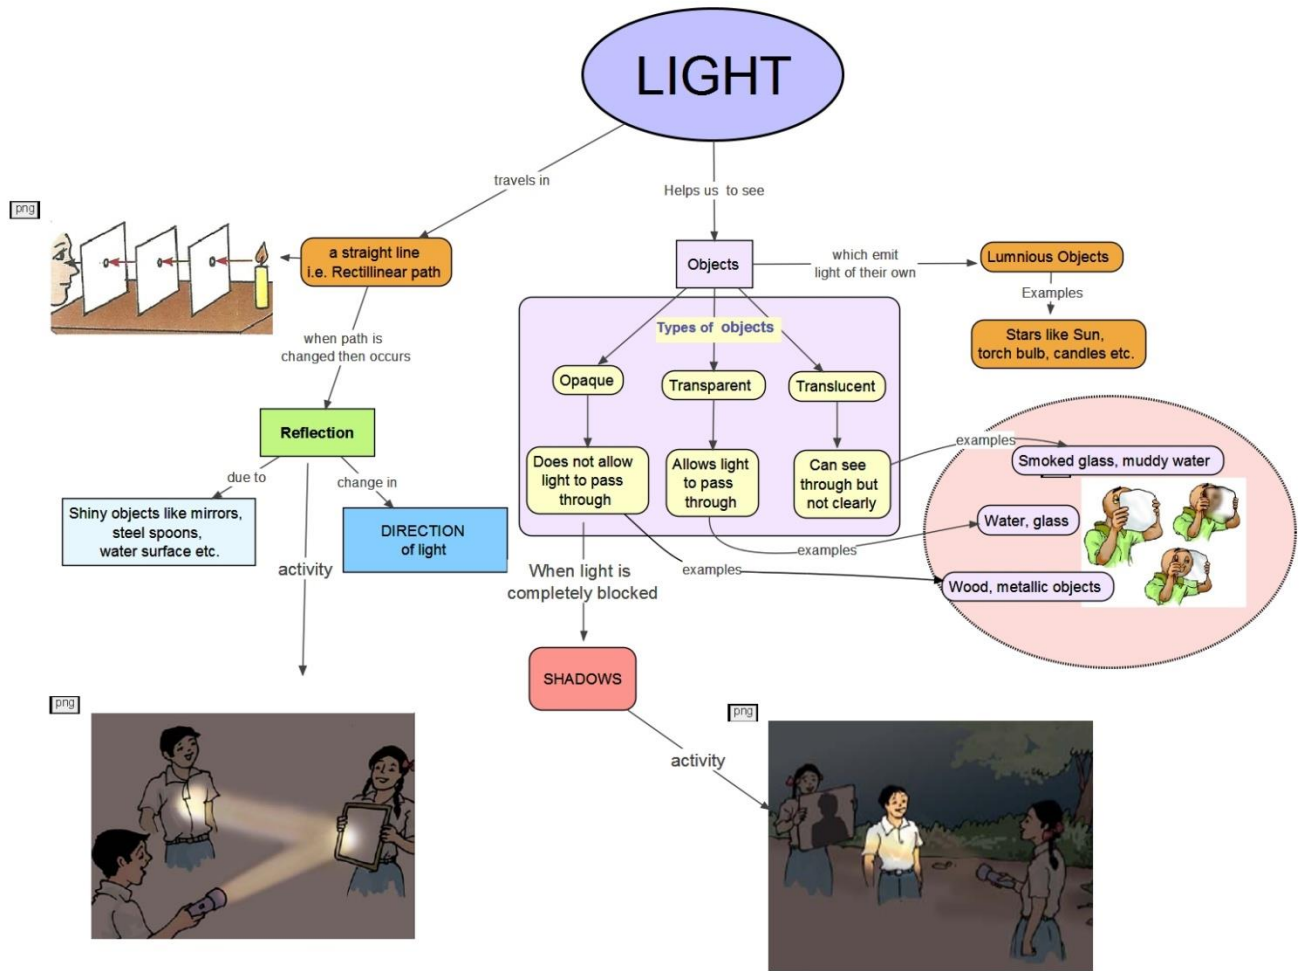 LIGHT
travels in
Helps us to see
png
a straight line
i.e. Rectillinear path
Objects
which emit
light of their own
Lumnious Objects
Examples
Stars like Sun,
torch bulb, candles etc.
when path is
changed then occurs
Types of objects
Opaque
Transparent
Translucent
Reflection
Does not allow
light to pass
through
Allows light
to pass
through
Can see
through but
not clearly
examples
Smoked glass, muddy water
due to
change in
Shiny objects like mirrors,
steel spoons,
water surface etc.
DIRECTION
of light
Water, glass
examples
activity
When light is
completely blocked
examples
Wood, metallic objects
SHADOWS
png
png
activity